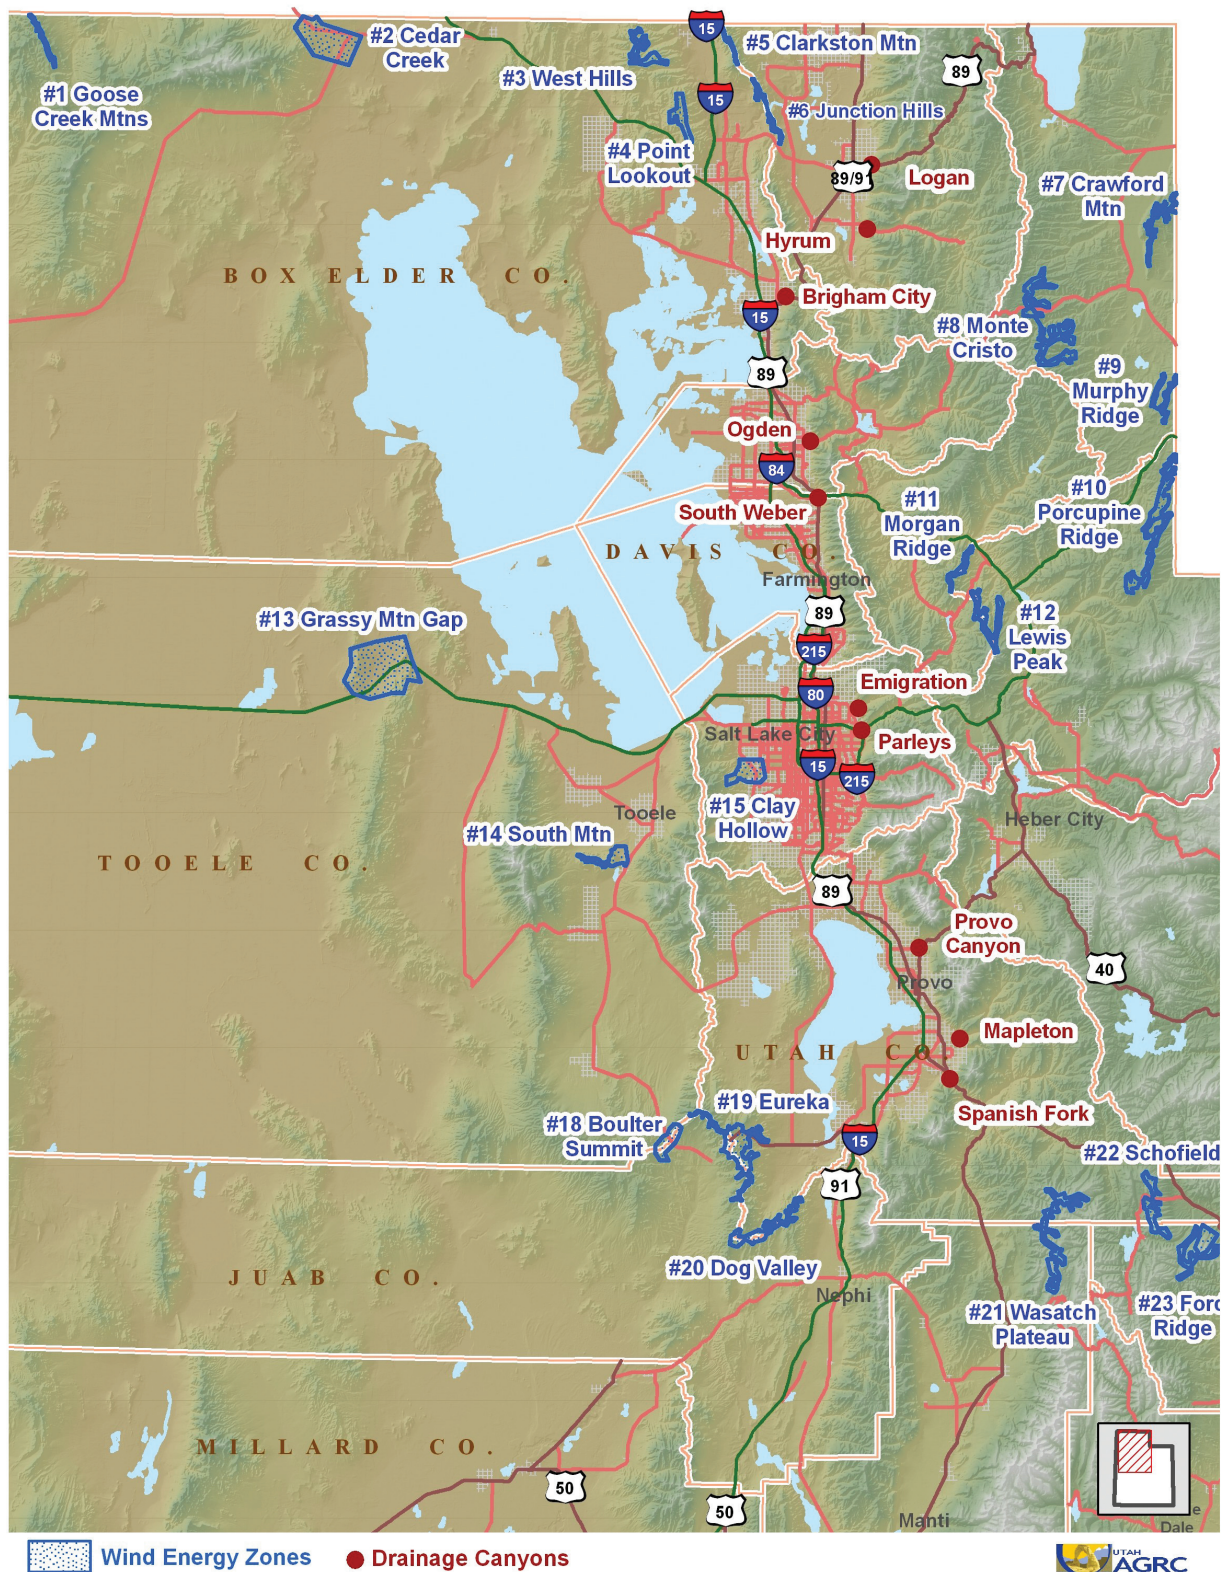 15
#2 Cedar
Creek
#5 Clarkston Mtn
#3 West Hills
89
#1 Goose
Creek Mtns
15
#6 Junction Hills
#4 Point
Lookout
89/91
Logan
#7 Crawford
Mtn
Hyrum
BOX ELDER CO.
Brigham City
15
#8 Monte
Cristo
89
#9
Murphy
Ridge
Ogden
84
#10
Porcupine
Ridge
#11
Morgan
Ridge
South Weber
DAVIS CO.
Farmington
89
#12
Lewis
Peak
#13 Grassy Mtn Gap
215
Emigration
80
Salt Lake City
Parleys
15
215
#15 Clay
Hollow
Tooele
Heber City
#14 South Mtn
TOOELE CO.
89
Provo
Canyon
40
Provo
Mapleton
UTAH CO
#19 Eureka
Spanish Fork
#18 Boulter
Summit
15
#22 Schofield
91
#20 Dog Valley
JUAB CO.
Nephi
#21 Wasatch
Plateau
#23 Ford
Ridge
MILLARD CO.
50
50
Manti
e
Dale
Wind Energy Zones
Drainage Canyons
UTAH
AGRC